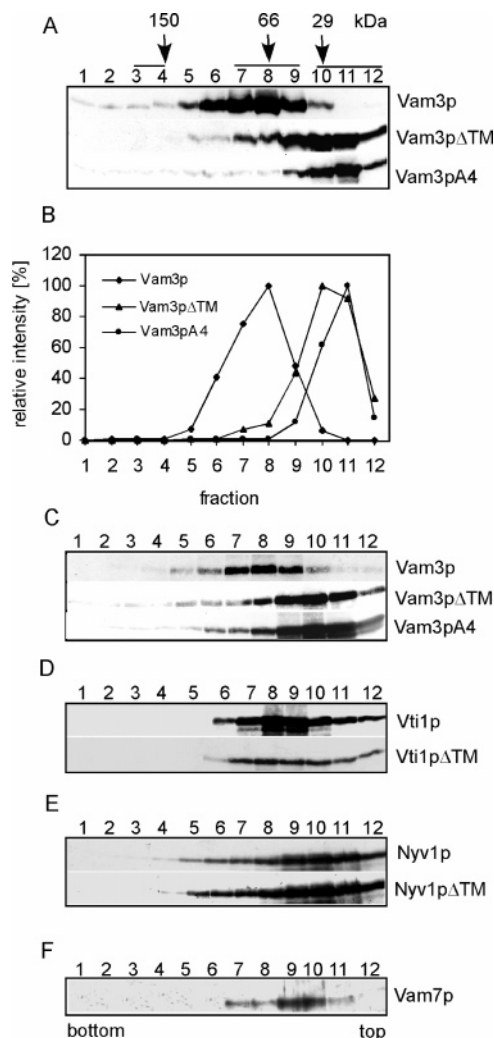 A
150 66 29 kDa
1 2 3 4 5 6 7 8 9 10 11 12
Vam3p
Vam3pΔTM
Vam3pA4
B
relative intensity [%]
120
100
80
60
40
20
0
Vam3p
Vam3pΔTM
Vam3pA4
1 2 3 4 5 6 7 8 9 10 11 12
fraction
C
1 2 3 4 5 6 7 8 9 10 11 12
Vam3p
Vam3pΔTM
Vam3pA4
D
1 2 3 4 5 6 7 8 9 10 11 12
Vti1p
Vti1pΔTM
E
1 2 3 4 5 6 7 8 9 10 11 12
Nyv1p
Nyv1pΔTM
F
1 2 3 4 5 6 7 8 9 10 11 12
Vam7p
bottom top